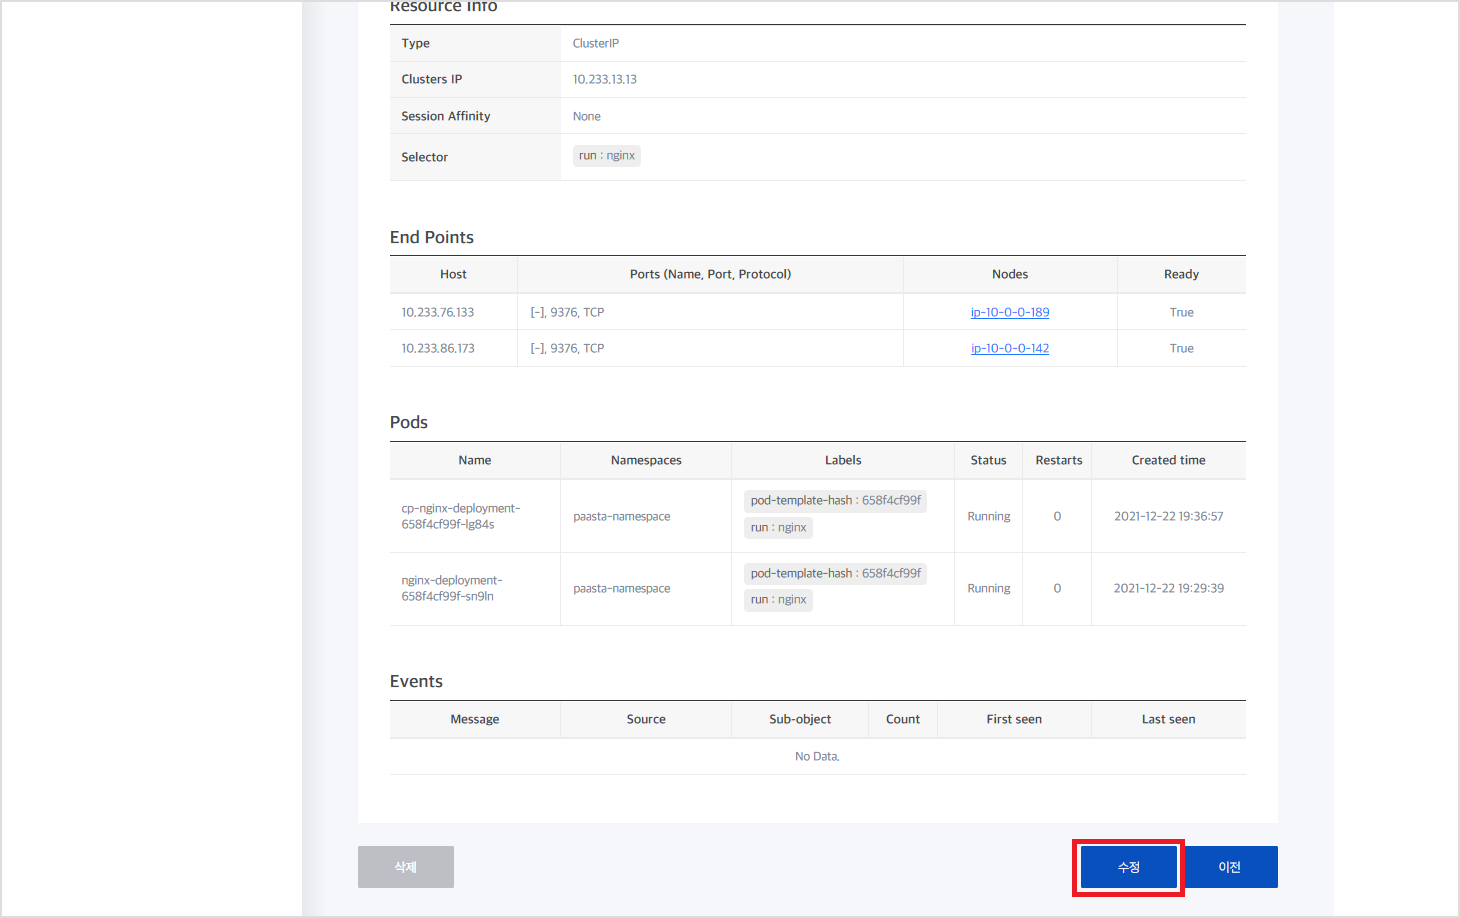 Resource Info
Type ClusterIP
Clusters IP 10.233.13.13
Session Affinity None
Selector run : nginx
End Points
Host Ports (Name, Port, Protocol) Nodes Ready
10.233.76.133 [-], 9376, TCP ip-10-0-0-189 True
10.233.86.173 [-], 9376, TCP ip-10-0-0-142 True
Pods
Name Namespaces Labels Status Restarts Created time
cp-nginx-deployment-658f4cf99f-lg84s paasta-namespace pod-template-hash : 658f4cf99f run : nginx Running 0 2021-12-22 19:36:57
nginx-deployment-658f4cf99f-sn9ln paasta-namespace pod-template-hash : 658f4cf99f run : nginx Running 0 2021-12-22 19:29:39
Events
Message Source Sub-object Count First seen Last seen
No Data.
삭제 수정 이전